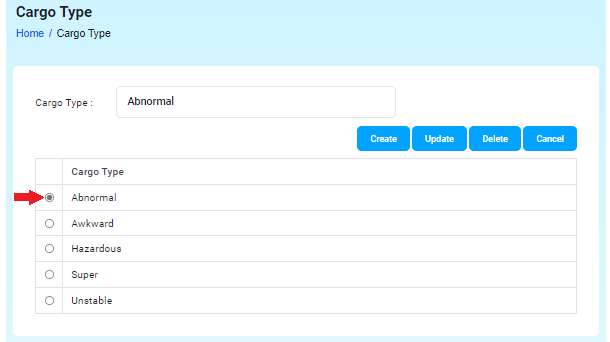 Cargo Type
Home / Cargo Type
Cargo Type : Abnormal
Create Update Delete Cancel
Cargo Type
Abnormal
Awkward
Hazardous
Super
Unstable